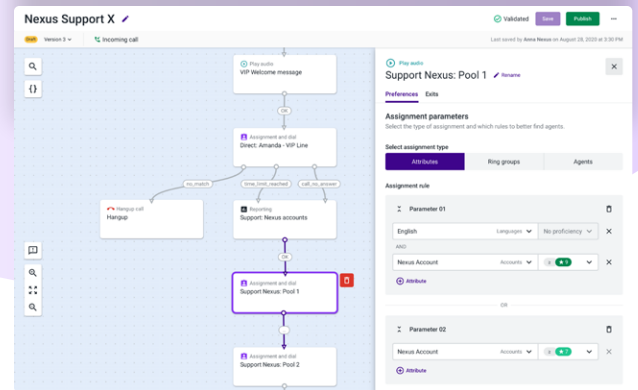 Nexus Support X
Validated
Save
Publish
Draft
Version 3
Incoming call
Last saved by Anna Nexus on August 28, 2020 at 3:30 PM
Play audio
VIP Welcome message
OK
Assignment and dial
Direct: Amanda - VIP Line
no_match
time_limit_reached
call_no_answer
Hangup call
Hangup
Reporting
Support: Nexus accounts
OK
Assignment and dial
Support Nexus: Pool 1
Assignment and dial
Support Nexus: Pool 2
Play audio
Support Nexus: Pool 1
Rename
Preferences
Exits
Assignment parameters
Select the type of assignment and which rules to better find agents.
Select assignment type
Attributes
Ring groups
Agents
Assignment rule
Parameter 01
English
Languages
No proficiency
AND
Nexus Account
Accounts
Attribute
OR
Parameter 02
Nexus Account
Accounts
7
Attribute